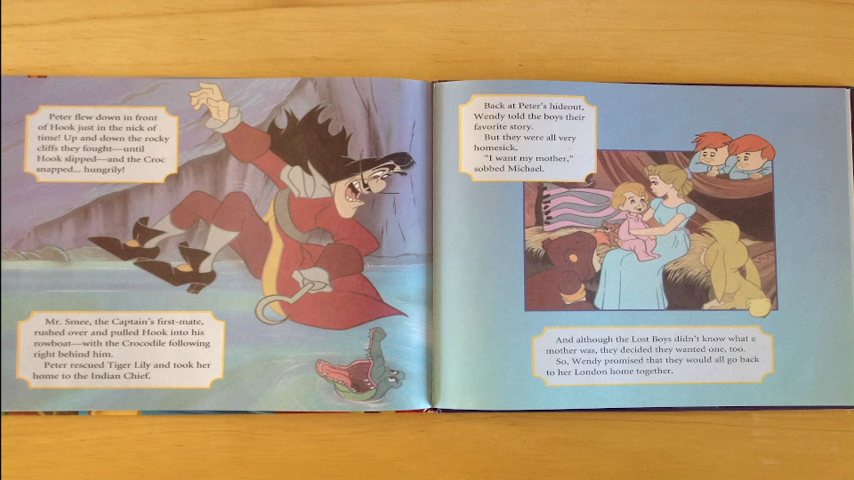 Peter flew down in front
of Hook just in the nick of
time! Up and down the rocky
cliffs they fought—until
Hook slipped—and the Croc
snapped... hungrily!
Mr. Smee, the Captain's first-mate,
rushed over and pulled Hook into his
rowboat—with the Crocodile following
right behind him.
Peter rescued Tiger Lily and took her
home to the Indian Chief.
Back at Peter's hideout,
Wendy told the boys their
favorite story.
But they were all very
homesick.
"I want my mother,"
sobbed Michael.
And although the Lost Boys didn't know what a
mother was, they decided they wanted one, too.
So, Wendy promised that they would all go back
to her London home together.